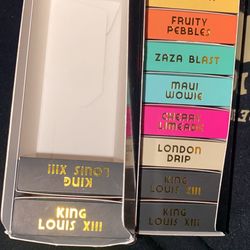 FRUITY
PEBBLES
ZAZA BLAST
MAUI
WOWIE
CHERRY
LIMEADE
LONDON
DRIP
KING
LOUIS XIII
KING
LOUIS XIII
KING
LOUIS XIII
KING
LOUIS XIII